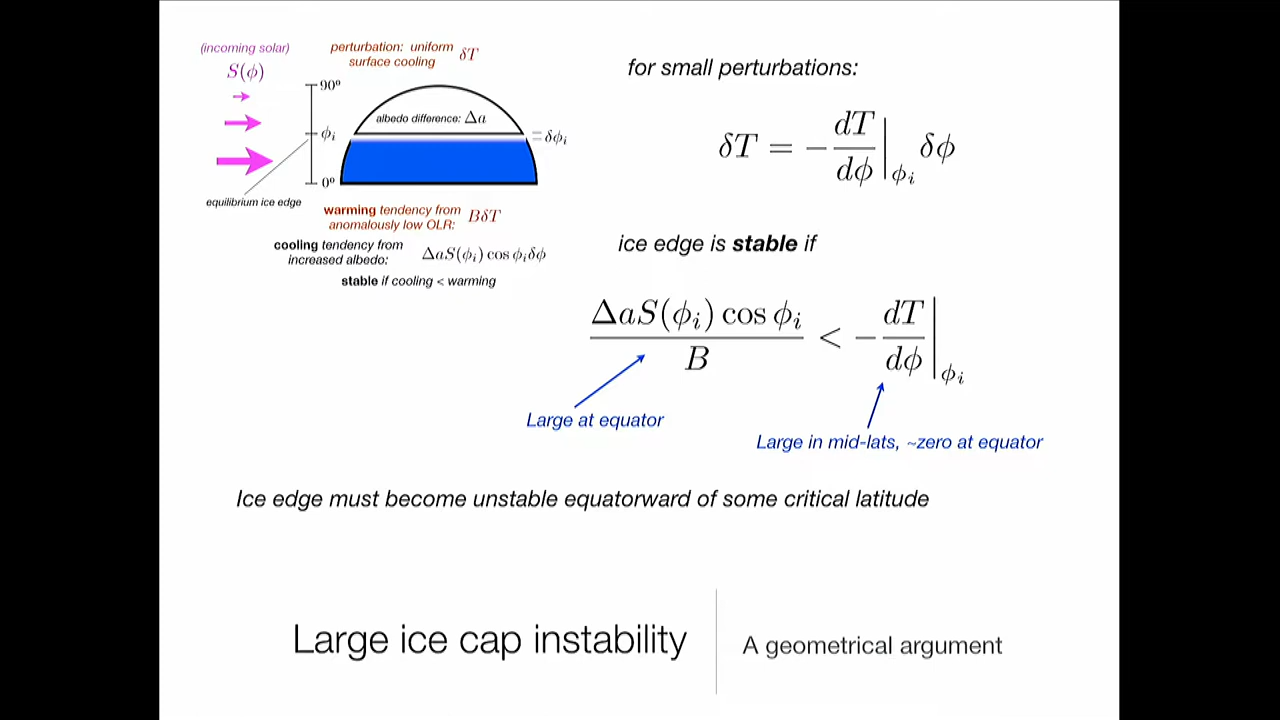 (incoming solar)
S(ϕ)
perturbation: uniform
surface cooling
δT
90º
albedo difference: Δa
ϕᵢ
= δϕᵢ
0º
equilibrium ice edge
warming tendency from
anomalously low OLR:
BδT
cooling tendency from
increased albedo:
ΔaS(ϕᵢ) cos ϕᵢδϕ
stable if cooling < warming
for small perturbations:
δT = − dT/dϕ |ϕᵢ δϕ
ice edge is stable if
ΔaS(ϕᵢ) cos ϕᵢ / B < − dT/dϕ |ϕᵢ
Large at equator
Large in mid-lats, ~zero at equator
Ice edge must become unstable equatorward of some critical latitude
Large ice cap instability
A geometrical argument